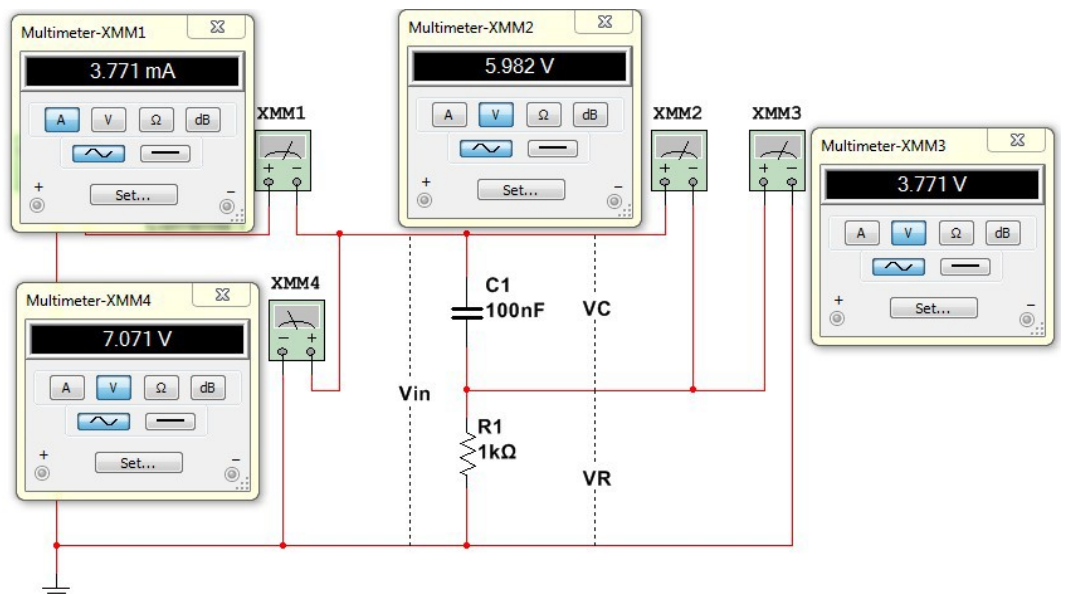 Multimeter-XMM1
3.771 mA
A V Ω dB
+ Set... −
XMM1
+ −
Multimeter-XMM2
5.982 V
A V Ω dB
+ Set... −
XMM2
+ −
XMM3
+ −
Multimeter-XMM3
3.771 V
A V Ω dB
+ Set... −
Multimeter-XMM4
7.071 V
A V Ω dB
+ Set... −
XMM4
− +
C1
100nF
VC
Vin
R1
1kΩ
VR